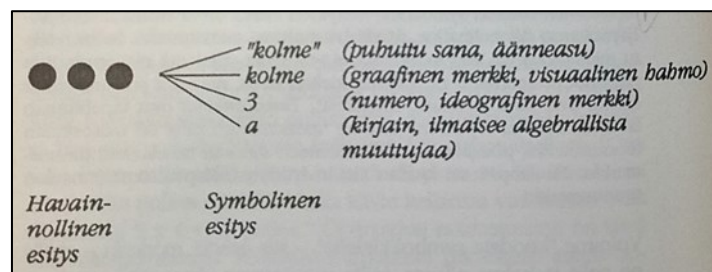 "kolme" (puhuttu sana, äänneasu)
kolme (graafinen merkki, visuaalinen hahmo)
3 (numero, ideografinen merkki)
a (kirjain, ilmaisee algebrallista
muuttujaa)
Havain-
nollinen
esitys
Symbolinen
esitys